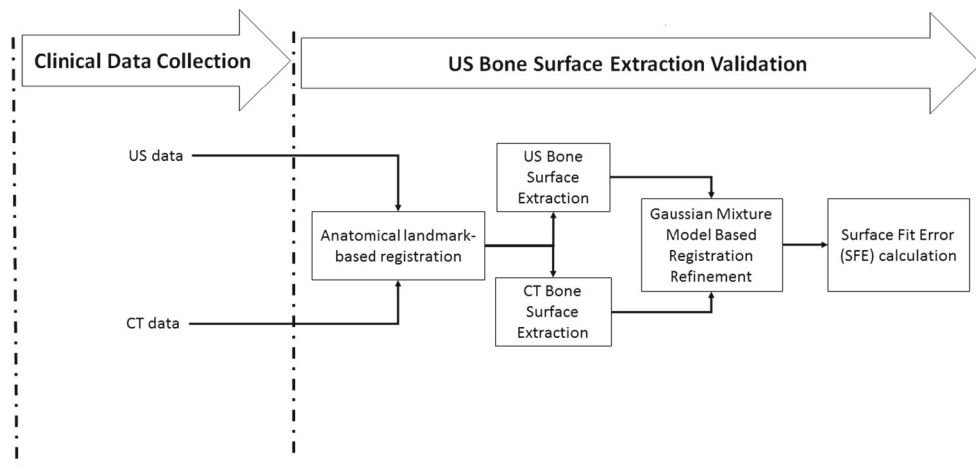 Clinical Data Collection
US Bone Surface Extraction Validation
US data
CT data
Anatomical landmark-
based registration
US Bone
Surface
Extraction
CT Bone
Surface
Extraction
Gaussian Mixture
Model Based
Registration
Refinement
Surface Fit Error
(SFE) calculation